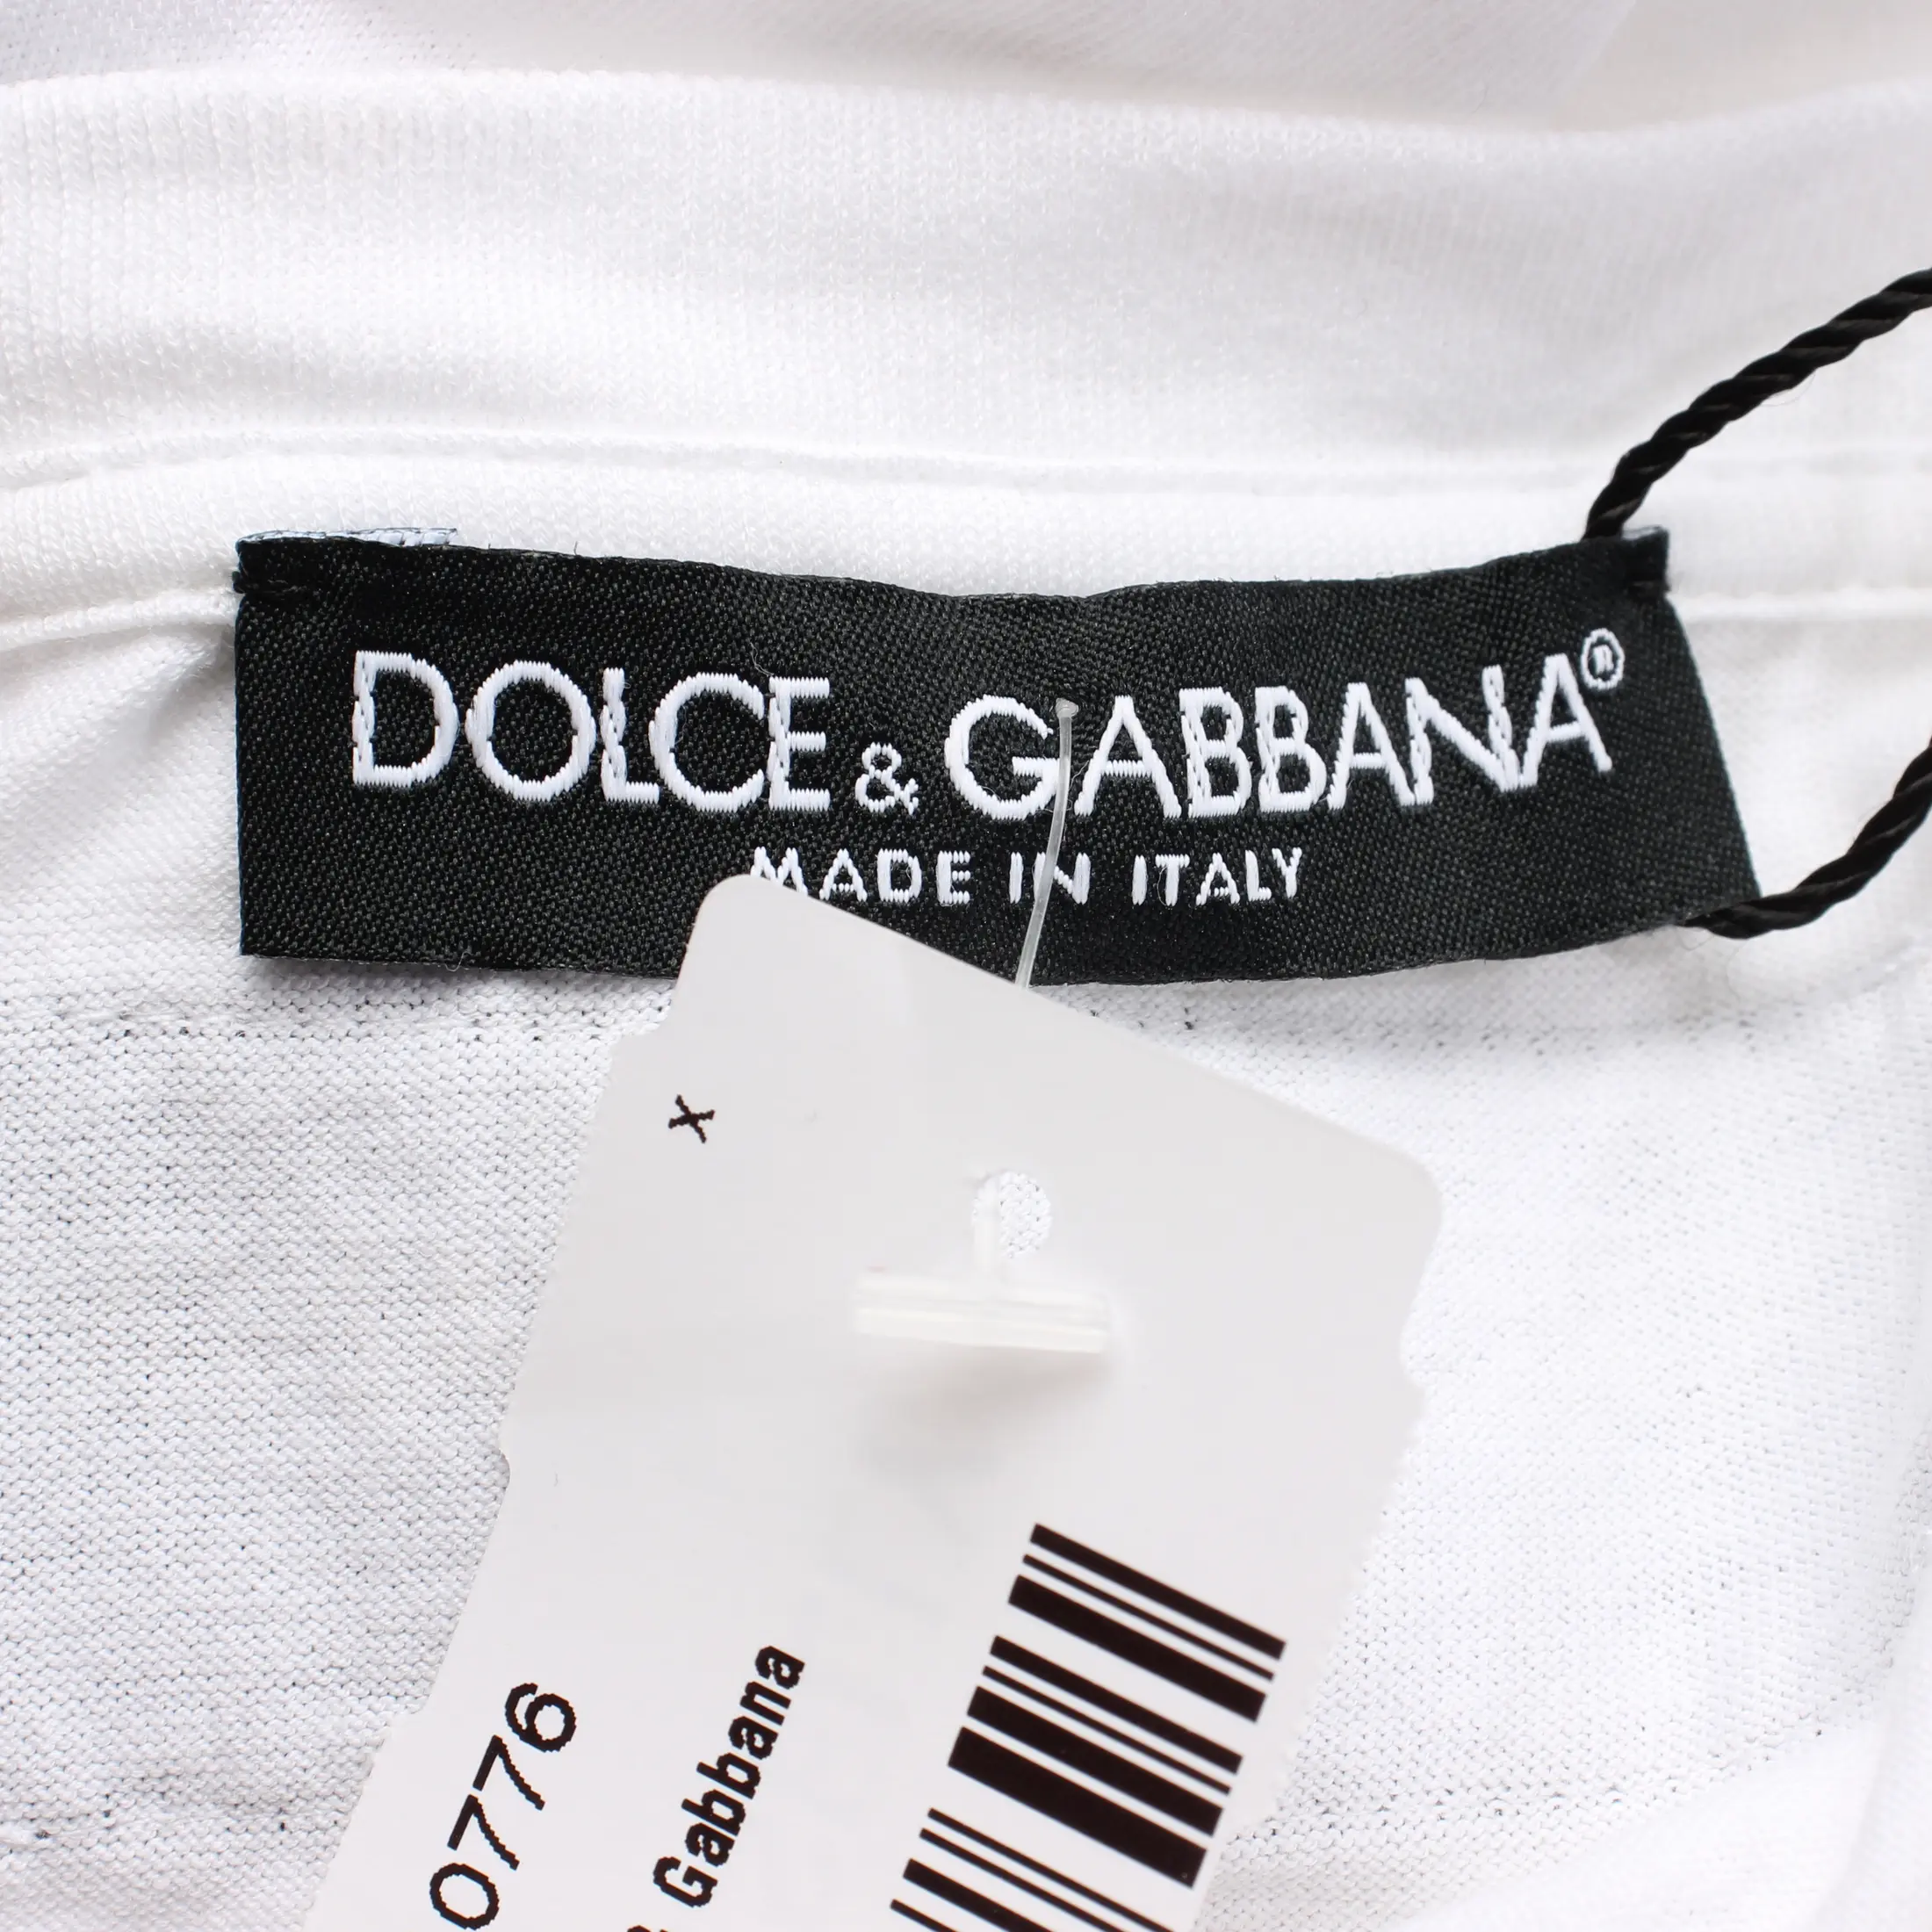 DOLCE & GABBANA®
MADE IN ITALY
x
0776
& Gabbana